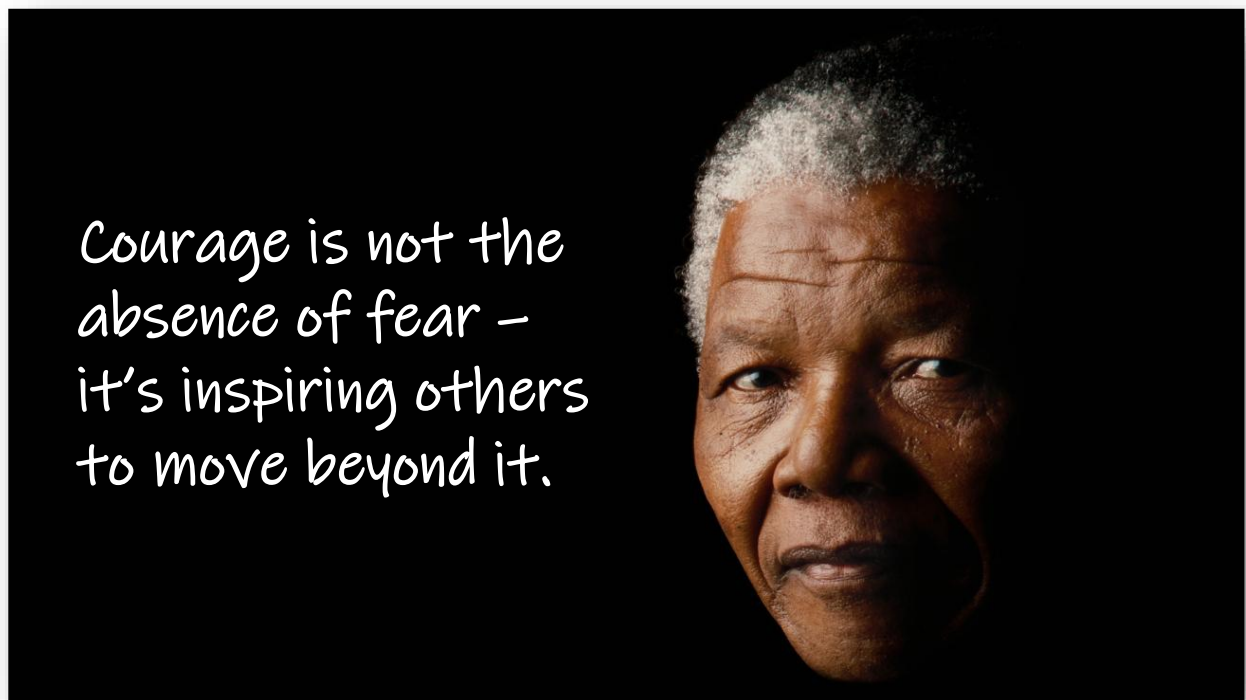 Courage is not the
absence of fear –
it’s inspiring others
to move beyond it.